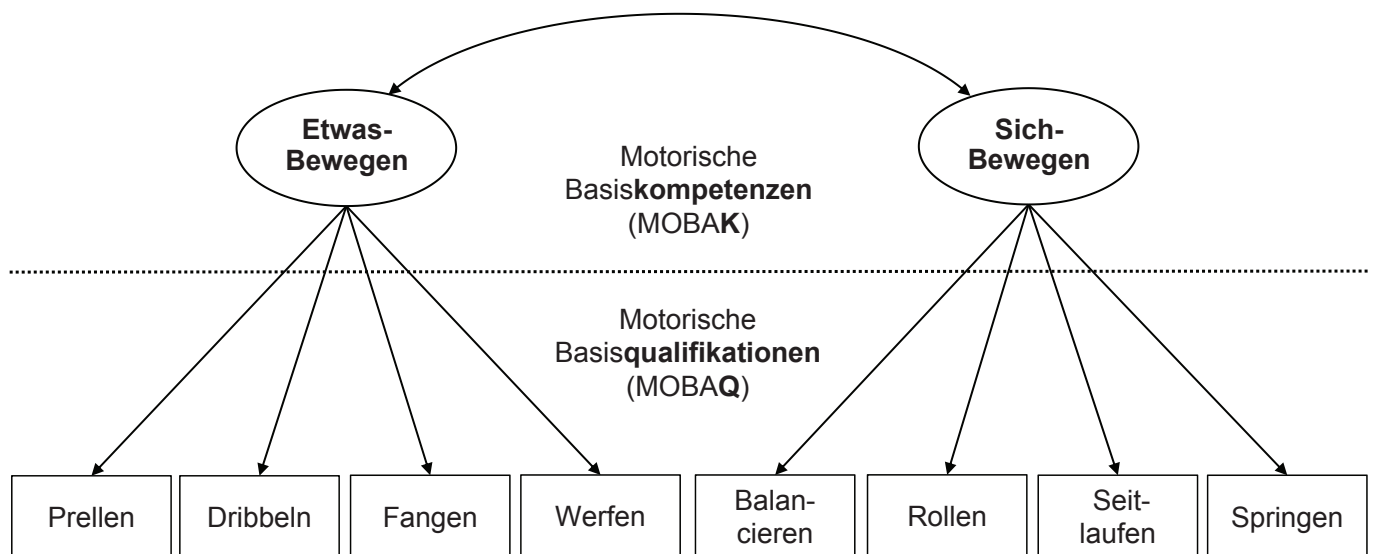 Etwas-
Bewegen
Sich-
Bewegen
Motorische
Basiskompetenzen
(MOBAK)
Motorische
Basisqualifikationen
(MOBAQ)
Prellen
Dribbeln
Fangen
Werfen
Balan-
cieren
Rollen
Seit-
laufen
Springen